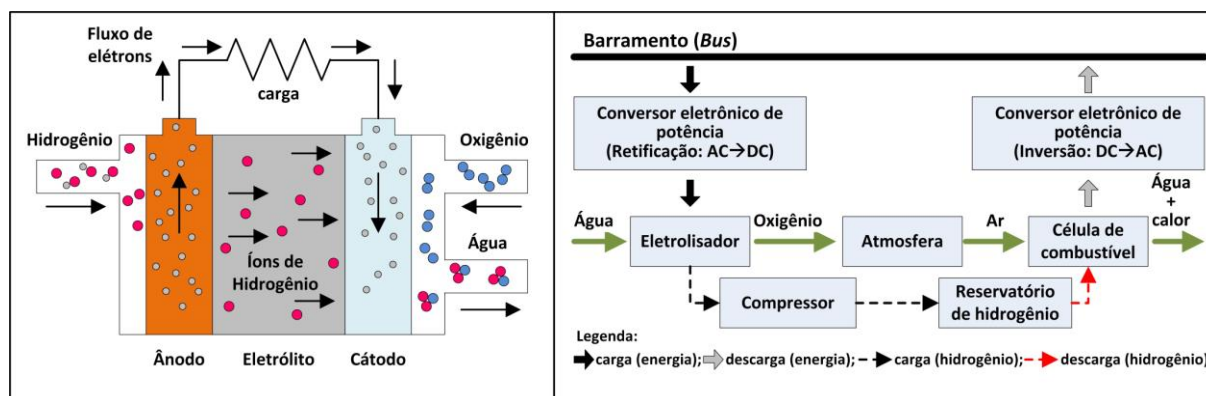 Fluxo de
elétrons
carga
Hidrogênio
Oxigênio
Água
Íons de
Hidrogênio
Ânodo Eletrólito Cátodo
Barramento (Bus)
Conversor eletrônico de
potência
(Retificação: AC→DC)
Conversor eletrônico de
potência
(Inversão: DC→AC)
Água
Eletrolisador
Oxigênio
Atmosfera
Ar
Célula de
combustível
Água
+
calor
Compressor
Reservatório
de hidrogênio
Legenda:
carga (energia); descarga (energia); carga (hidrogênio); descarga (hidrogênio)